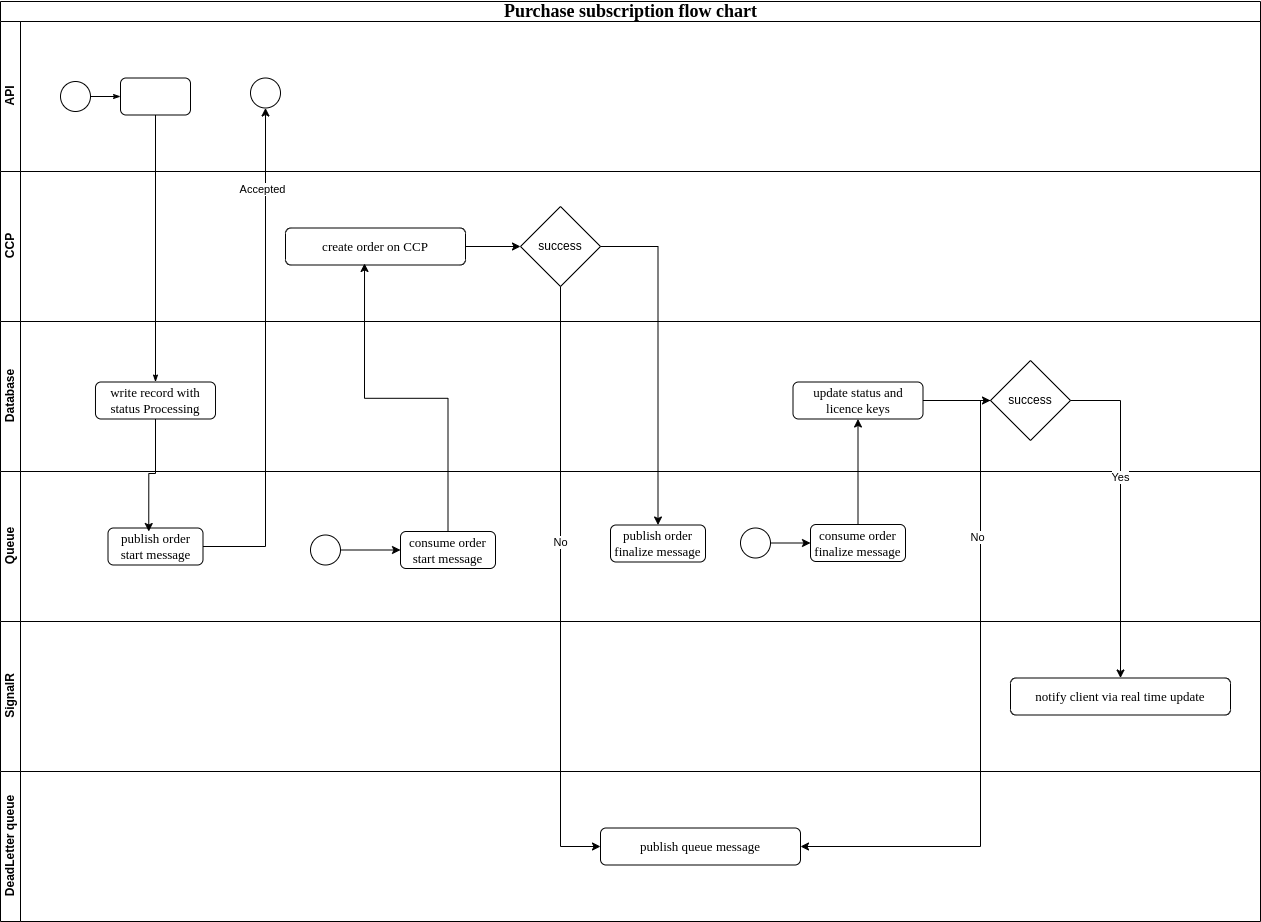 Purchase subscription flow chart
API
Accepted
CCP
create order on CCP
success
Database
write record with
status Processing
update status and
licence keys
success
Yes
Queue
publish order
start message
consume order
start message
No
publish order
finalize message
consume order
finalize message
No
SignalR
notify client via real time update
DeadLetter queue
publish queue message